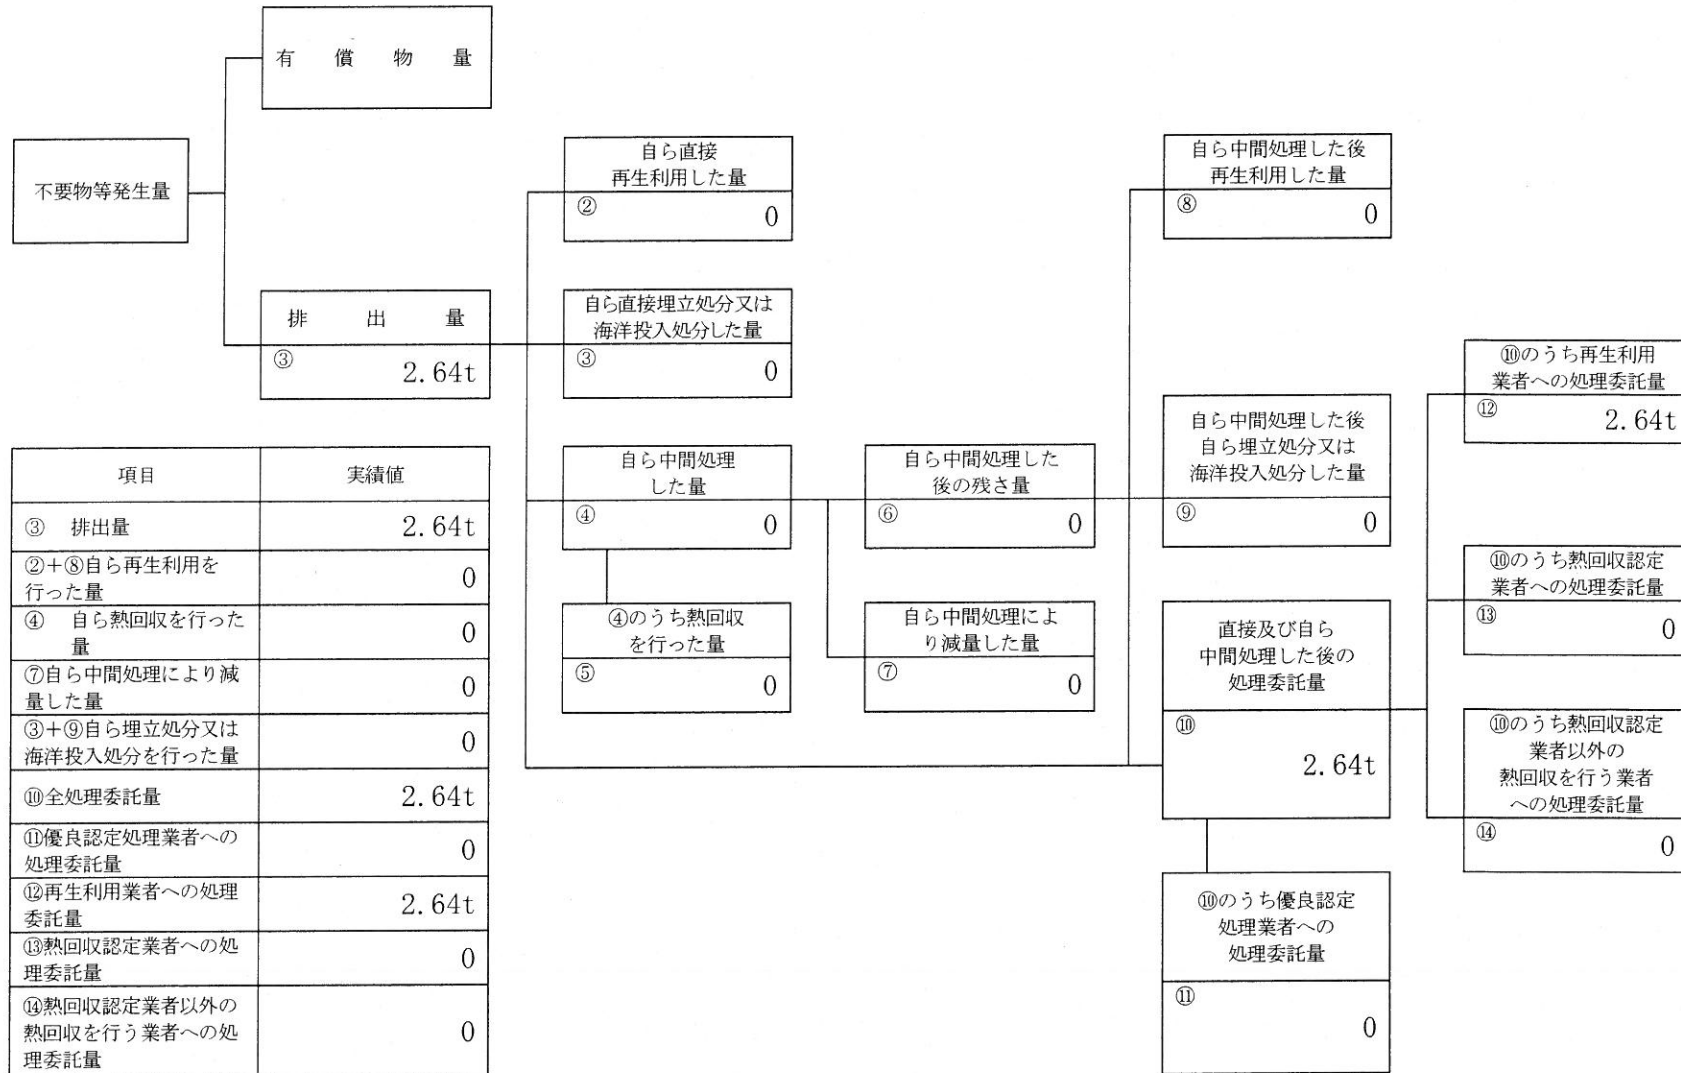 有償物量
不要物等発生量
排出量
③
2.64t
自ら直接
再生利用した量
②
0
自ら直接埋立処分又は
海洋投入処分した量
③
0
自ら中間処理
した量
④
0
④のうち熱回収
を行った量
⑤
0
自ら中間処理した
後の残さ量
⑥
0
自ら中間処理によ
り減量した量
⑦
0
自ら中間処理した後
再生利用した量
⑧
0
自ら中間処理した後
自ら埋立処分又は
海洋投入処分した量
⑨
0
直接及び自ら
中間処理した後の
処理委託量
⑩
2.64t
⑩のうち優良認定
処理業者への
処理委託量
⑪
0
⑩のうち再生利用
業者への処理委託量
⑫
2.64t
⑩のうち熱回収認定
業者への処理委託量
⑬
0
⑩のうち熱回収認定
業者以外の
熱回収を行う業者
への処理委託量
⑭
0
項目 実績値
③ 排出量 2.64t
②+⑧自ら再生利用を
行った量
0
④ 自ら熱回収を行った
量
0
⑦自ら中間処理により減
量した量
0
③+⑨自ら埋立処分又は
海洋投入処分を行った量
0
⑩全処理委託量 2.64t
⑪優良認定処理業者への
処理委託量
0
⑫再生利用業者への処理
委託量
2.64t
⑬熱回収認定業者への処
理委託量
0
⑭熱回収認定業者以外の
熱回収を行う業者への処
理委託量
0